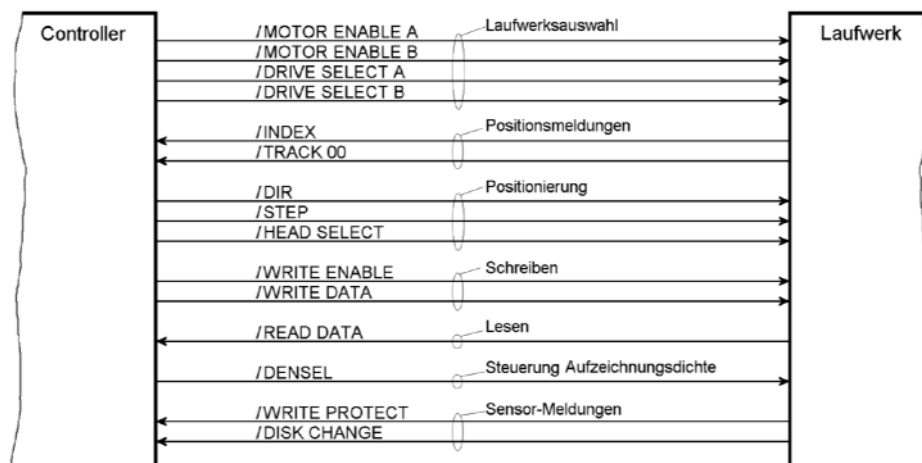 Controller
Laufwerk
/MOTOR ENABLE A
Laufwerksauswahl
/MOTOR ENABLE B
/DRIVE SELECT A
/DRIVE SELECT B
/INDEX
Positionsmeldungen
/TRACK 00
/DIR
Positionierung
/STEP
/HEAD SELECT
/WRITE ENABLE
Schreiben
/WRITE DATA
/READ DATA
Lesen
/DENSEL
Steuerung Aufzeichnungsdichte
/WRITE PROTECT
Sensor-Meldungen
/DISK CHANGE